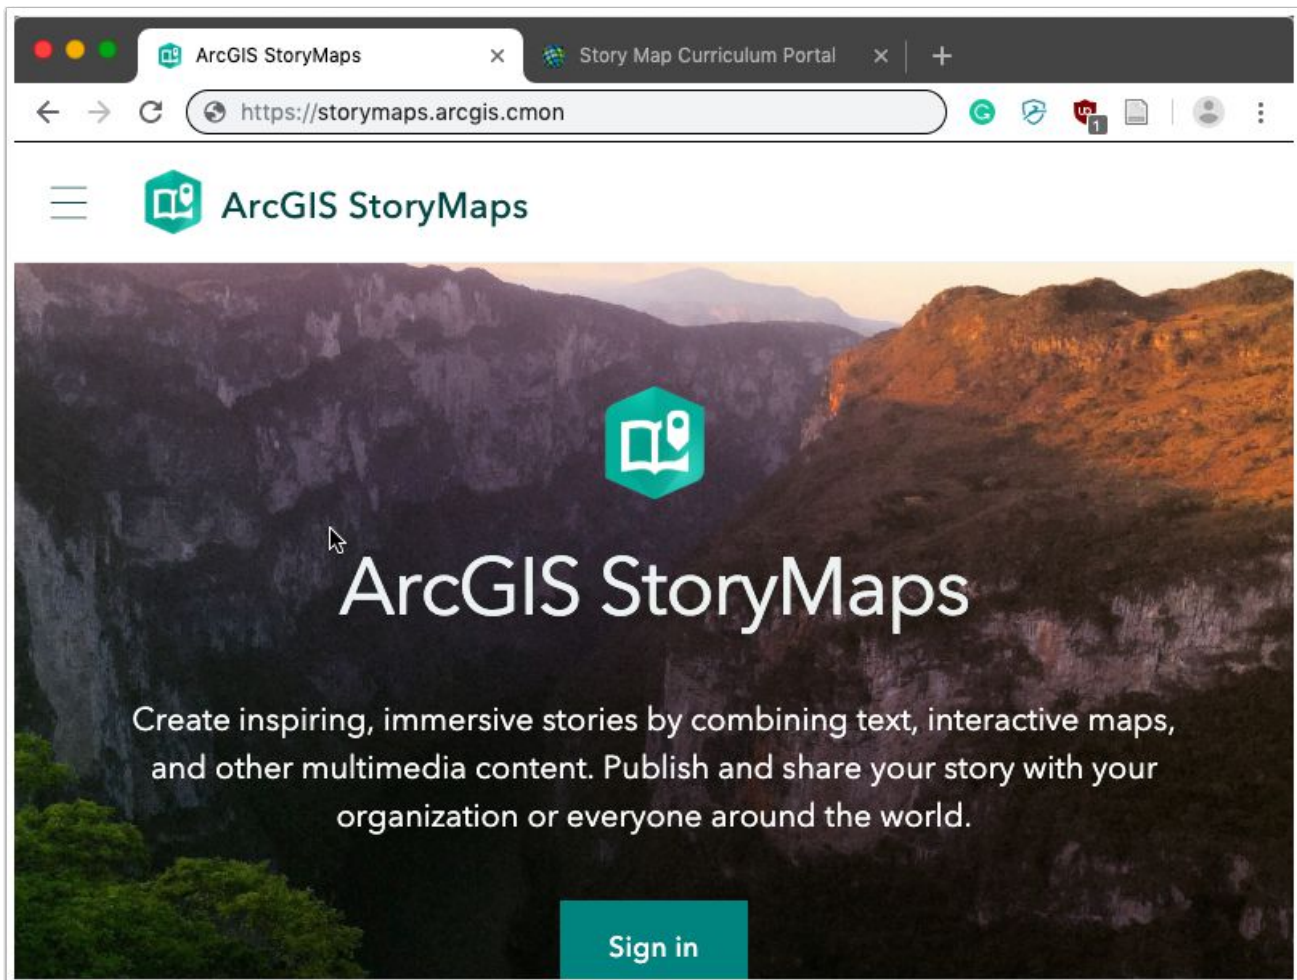 ArcGIS StoryMaps
Story Map Curriculum Portal
https://storymaps.arcgis.cmon
1
ArcGIS StoryMaps
ArcGIS StoryMaps
Create inspiring, immersive stories by combining text, interactive maps,
and other multimedia content. Publish and share your story with your
organization or everyone around the world.
Sign in